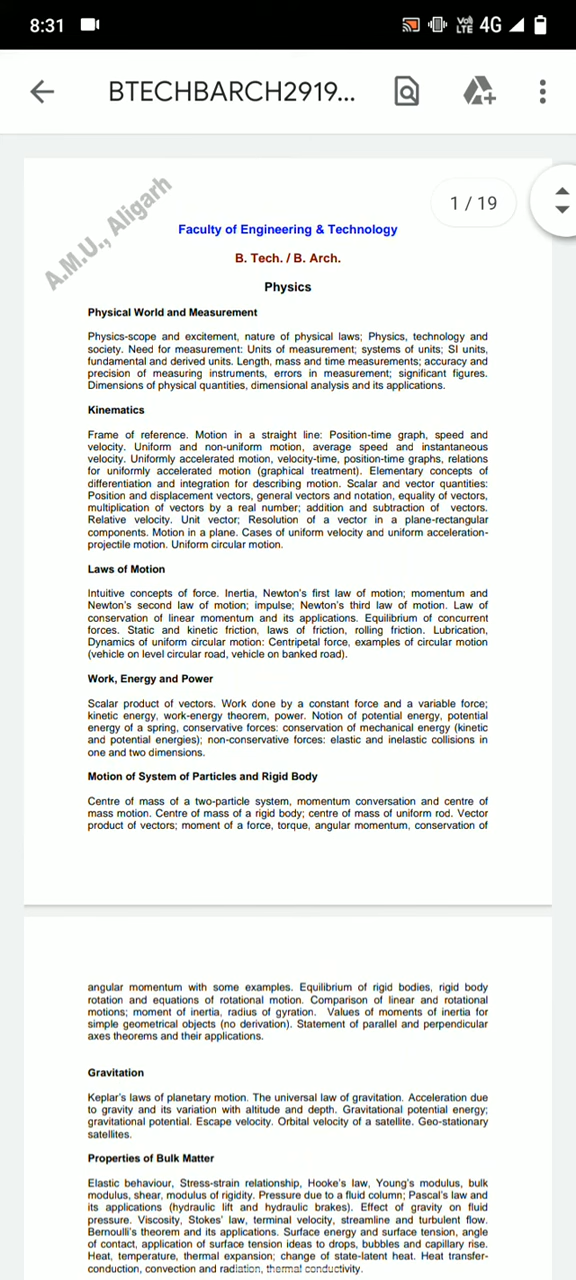 8:31
Vol) LTE 4G
BTECHBARCH2919...
1 / 19
A.M.U., Aligarh
Faculty of Engineering & Technology
B. Tech. / B. Arch.
Physics
Physical World and Measurement
Physics-scope and excitement, nature of physical laws; Physics, technology and
society. Need for measurement: Units of measurement; systems of units; SI units,
fundamental and derived units. Length, mass and time measurements; accuracy and
precision of measuring instruments, errors in measurement; significant figures.
Dimensions of physical quantities, dimensional analysis and its applications.
Kinematics
Frame of reference. Motion in a straight line: Position-time graph, speed and
velocity. Uniform and non-uniform motion, average speed and instantaneous
velocity. Uniformly accelerated motion, velocity-time, position-time graphs, relations
for uniformly accelerated motion (graphical treatment). Elementary concepts of
differentiation and integration for describing motion. Scalar and vector quantities:
Position and displacement vectors, general vectors and notation, equality of vectors,
multiplication of vectors by a real number; addition and subtraction of vectors.
Relative velocity. Unit vector; Resolution of a vector in a plane-rectangular
components. Motion in a plane. Cases of uniform velocity and uniform acceleration-
projectile motion. Uniform circular motion.
Laws of Motion
Intuitive concepts of force. Inertia, Newton's first law of motion; momentum and
Newton's second law of motion; impulse; Newton's third law of motion. Law of
conservation of linear momentum and its applications. Equilibrium of concurrent
forces. Static and kinetic friction, laws of friction, rolling friction. Lubrication,
Dynamics of uniform circular motion: Centripetal force, examples of circular motion
(vehicle on level circular road, vehicle on banked road).
Work, Energy and Power
Scalar product of vectors. Work done by a constant force and a variable force;
kinetic energy, work-energy theorem, power. Notion of potential energy, potential
energy of a spring, conservative forces: conservation of mechanical energy (kinetic
and potential energies); non-conservative forces: elastic and inelastic collisions in
one and two dimensions.
Motion of System of Particles and Rigid Body
Centre of mass of a two-particle system, momentum conversation and centre of
mass motion. Centre of mass of a rigid body; centre of mass of uniform rod. Vector
product of vectors; moment of a force, torque, angular momentum, conservation of
angular momentum with some examples. Equilibrium of rigid bodies, rigid body
rotation and equations of rotational motion. Comparison of linear and rotational
motions; moment of inertia, radius of gyration. Values of moments of inertia for
simple geometrical objects (no derivation). Statement of parallel and perpendicular
axes theorems and their applications.
Gravitation
Keplar's laws of planetary motion. The universal law of gravitation. Acceleration due
to gravity and its variation with altitude and depth. Gravitational potential energy;
gravitational potential. Escape velocity. Orbital velocity of a satellite. Geo-stationary
satellites.
Properties of Bulk Matter
Elastic behaviour, Stress-strain relationship, Hooke's law, Young's modulus, bulk
modulus, shear, modulus of rigidity. Pressure due to a fluid column; Pascal's law and
its applications (hydraulic lift and hydraulic brakes). Effect of gravity on fluid
pressure. Viscosity, Stokes' law, terminal velocity, streamline and turbulent flow.
Bernoulli's theorem and its applications. Surface energy and surface tension, angle
of contact, application of surface tension ideas to drops, bubbles and capillary rise.
Heat, temperature, thermal expansion; change of state-latent heat. Heat transfer-
conduction, convection and radiation, thermal conductivity.